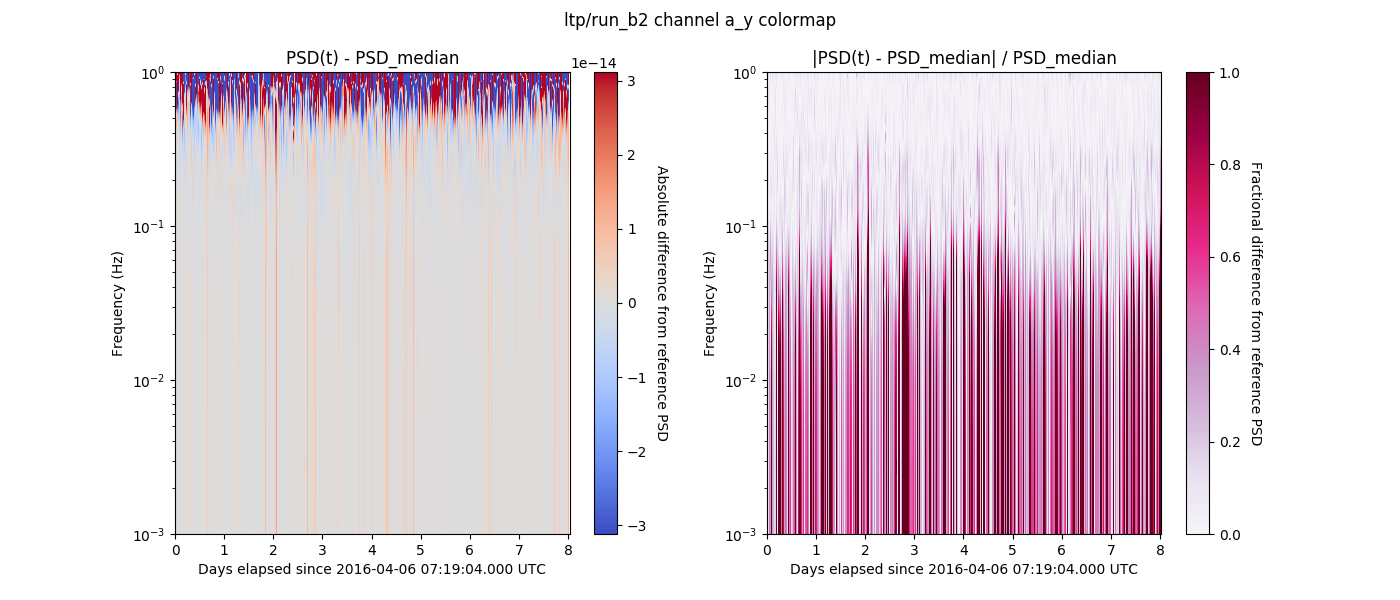 ltp/run_b2 channel a_y colormap
PSD(t) - PSD_median
1e−14
10⁰
10⁻¹
10⁻²
10⁻³
Frequency (Hz)
0 1 2 3 4 5 6 7 8
Days elapsed since 2016-04-06 07:19:04.000 UTC
3
2
1
0
−1
−2
−3
Absolute difference from reference PSD
|PSD(t) - PSD_median| / PSD_median
10⁰
10⁻¹
10⁻²
10⁻³
Frequency (Hz)
0 1 2 3 4 5 6 7 8
Days elapsed since 2016-04-06 07:19:04.000 UTC
1.0
0.8
0.6
0.4
0.2
0.0
Fractional difference from reference PSD